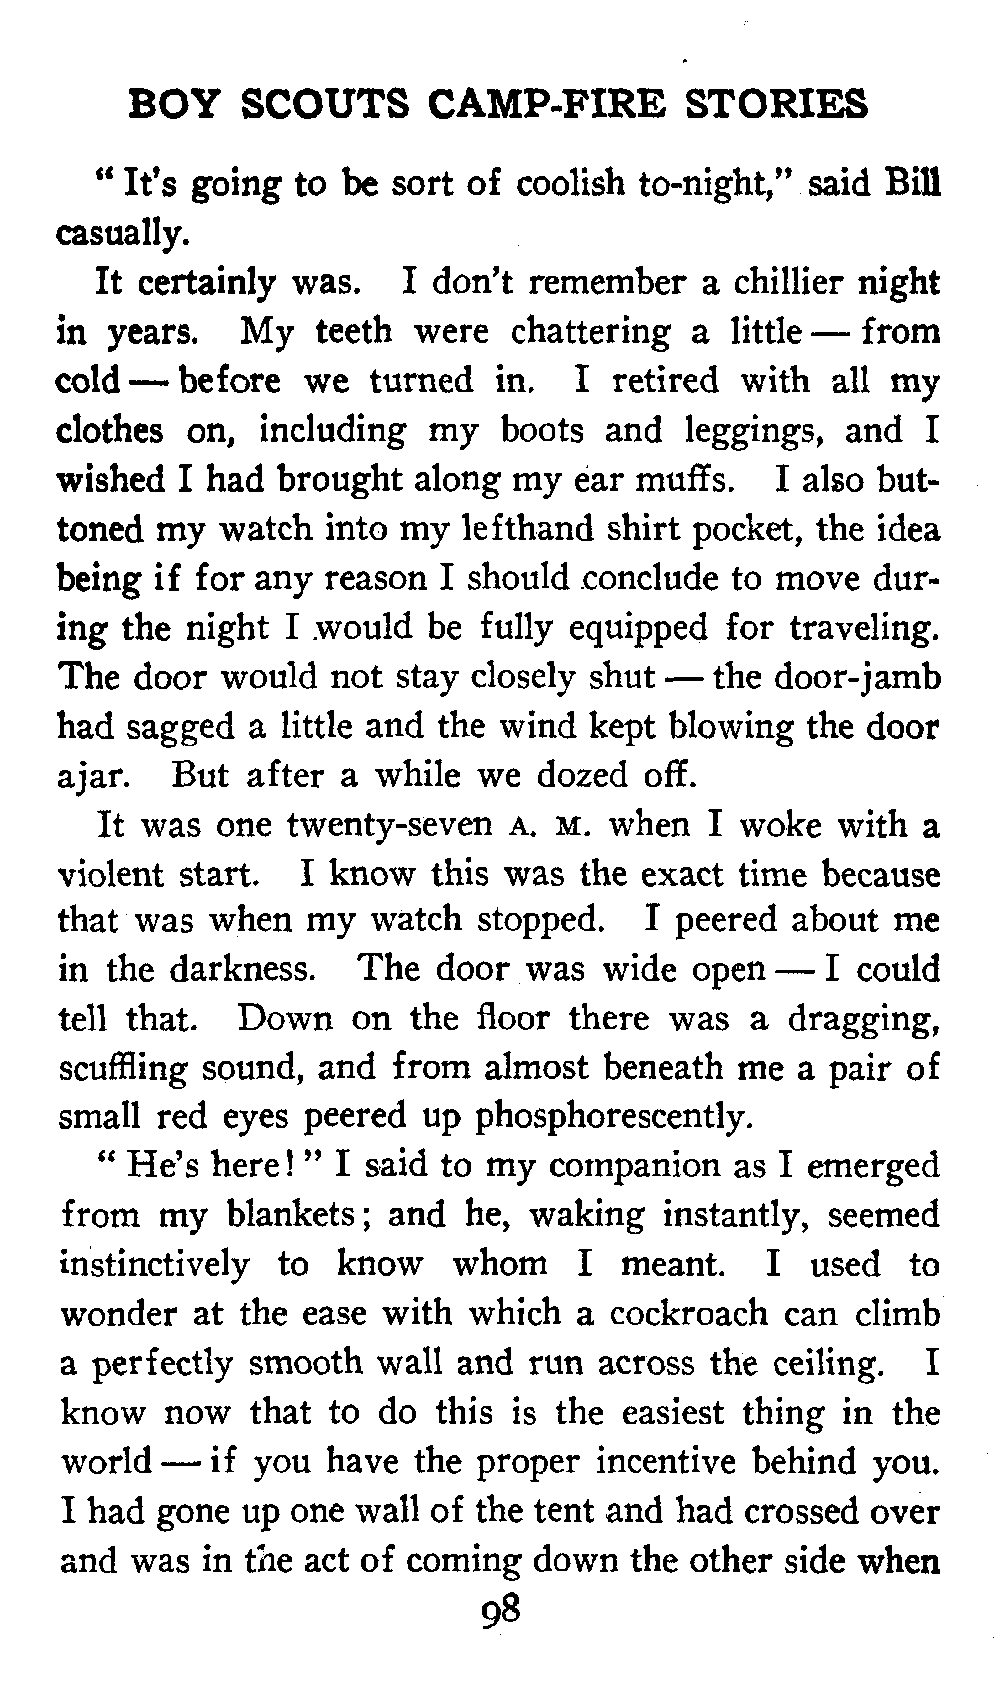 BOY SCOUTS CAMP-FIRE STORIES
“ It's going to be sort of coolish to-night,” said Bill
casually.
It certainly was. I don't remember a chillier night
in years. My teeth were chattering a little — from
cold — before we turned in. I retired with all my
clothes on, including my boots and leggings, and I
wished I had brought along my ear muffs. I also but-
toned my watch into my lefthand shirt pocket, the idea
being if for any reason I should conclude to move dur-
ing the night I would be fully equipped for traveling.
The door would not stay closely shut — the door-jamb
had sagged a little and the wind kept blowing the door
ajar. But after a while we dozed off.
It was one twenty-seven A. M. when I woke with a
violent start. I know this was the exact time because
that was when my watch stopped. I peered about me
in the darkness. The door was wide open — I could
tell that. Down on the floor there was a dragging,
scuffling sound, and from almost beneath me a pair of
small red eyes peered up phosphorescently.
“ He's here! ” I said to my companion as I emerged
from my blankets; and he, waking instantly, seemed
instinctively to know whom I meant. I used to
wonder at the ease with which a cockroach can climb
a perfectly smooth wall and run across the ceiling. I
know now that to do this is the easiest thing in the
world — if you have the proper incentive behind you.
I had gone up one wall of the tent and had crossed over
and was in the act of coming down the other side when
98